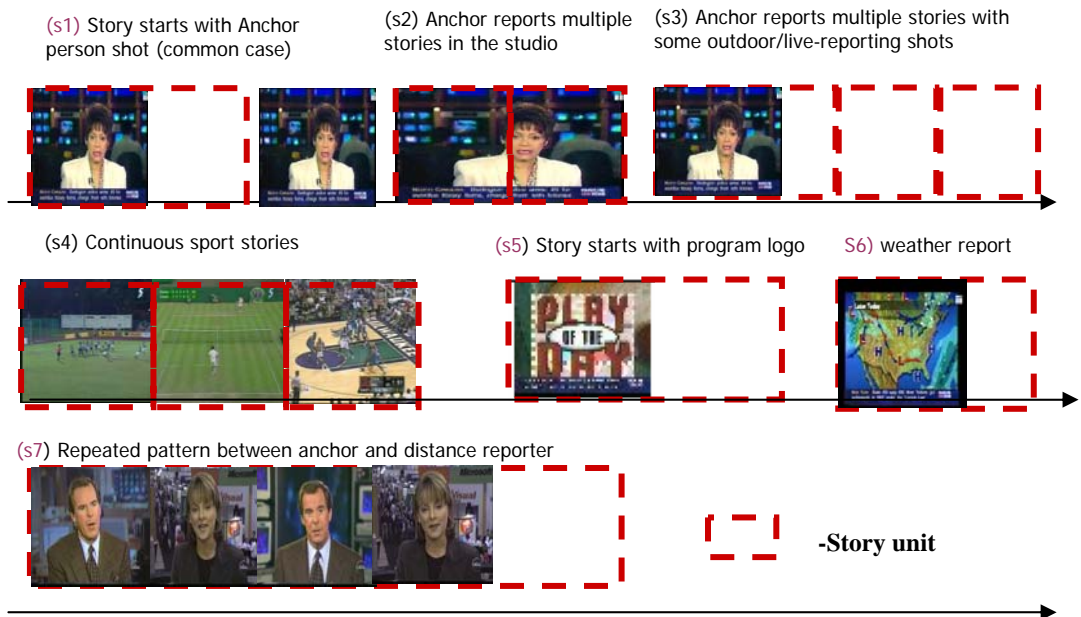 (s1) Story starts with Anchor
person shot (common case)
(s2) Anchor reports multiple
stories in the studio
(s3) Anchor reports multiple stories with
some outdoor/live-reporting shots
(s4) Continuous sport stories
(s5) Story starts with program logo
S6) weather report
PLAY
OF THE
DAY
(s7) Repeated pattern between anchor and distance reporter
-Story unit